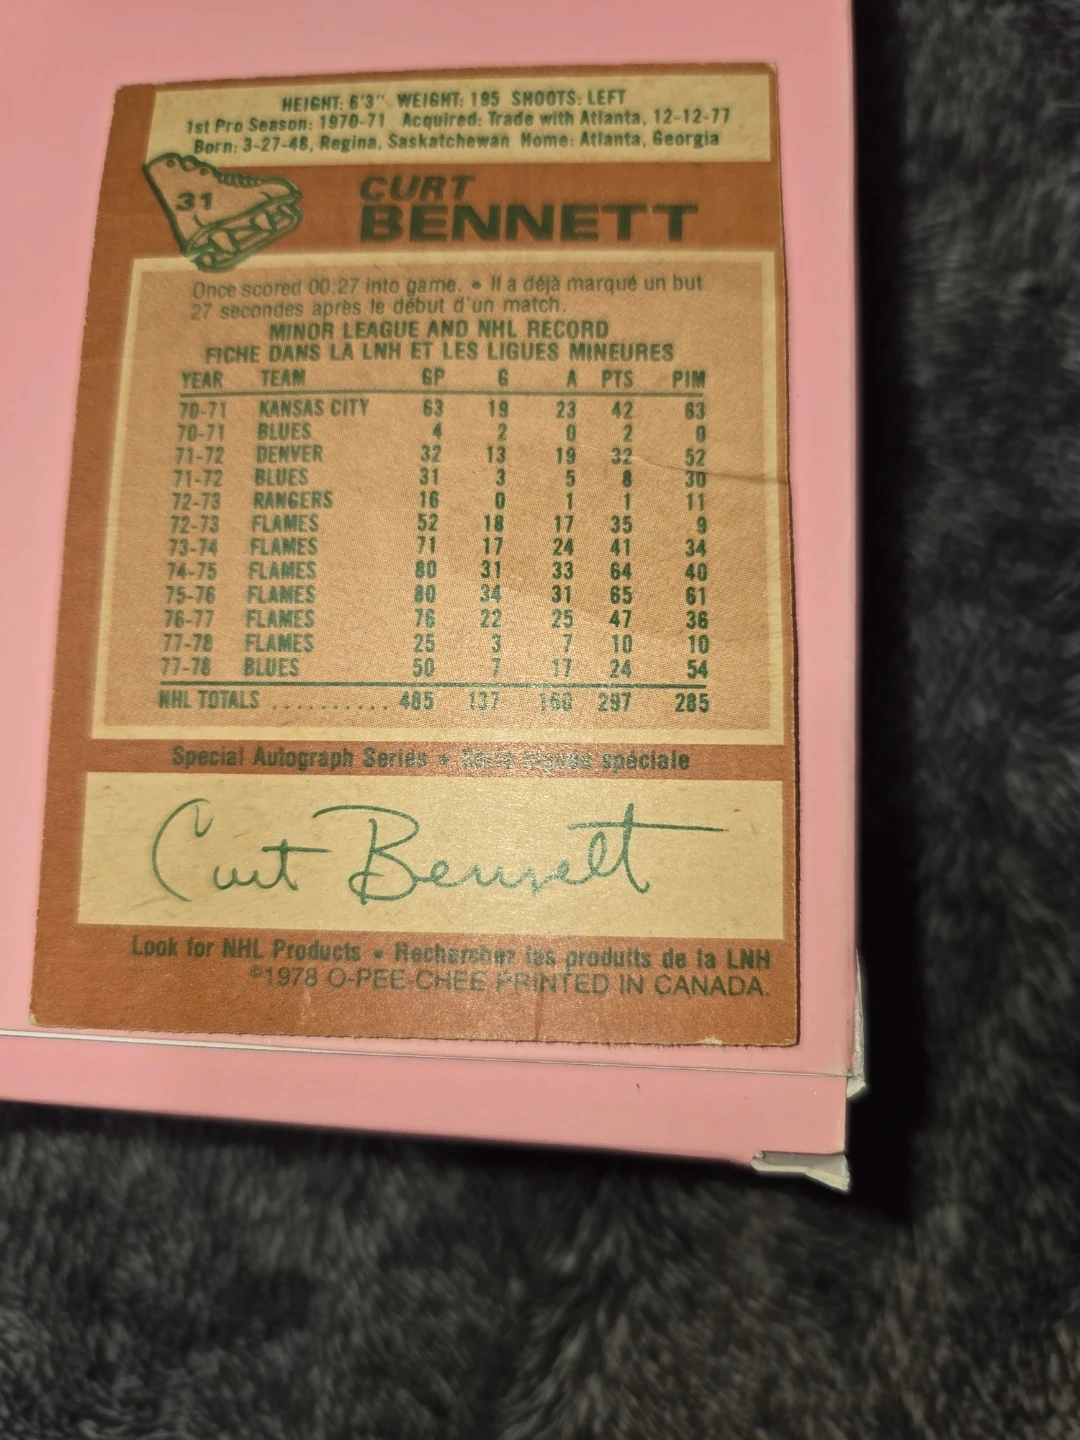 HEIGHT: 6'3" WEIGHT: 195 SHOOTS: LEFT
1st Pro Season: 1970-71 Acquired: Trade with Atlanta, 12-12-77
Born: 3-27-48, Regina, Saskatchewan Home: Atlanta, Georgia
31
CURT
BENNETT
Once scored 00:27 into game. • Il a déjà marqué un but
27 secondes après le début d'un match.
MINOR LEAGUE AND NHL RECORD
FICHE DANS LA LNH ET LES LIGUES MINEURES
YEAR TEAM GP G A PTS PIM
70-71 KANSAS CITY 63 19 23 42 63
70-71 BLUES 4 2 0 2 0
71-72 DENVER 32 13 19 32 52
71-72 BLUES 31 3 5 8 30
72-73 RANGERS 16 0 1 1 11
72-73 FLAMES 52 18 17 35 9
73-74 FLAMES 71 17 24 41 34
74-75 FLAMES 80 31 33 64 40
75-76 FLAMES 80 34 31 65 61
76-77 FLAMES 76 22 25 47 36
77-78 FLAMES 25 3 7 10 10
77-78 BLUES 50 7 17 24 54
NHL TOTALS .......... 485 137 160 297 285
Special Autograph Series • Série signée spéciale
Curt Bennett
Look for NHL Products • Recherchez les produits de la LNH
©1978 O-PEE-CHEE PRINTED IN CANADA.